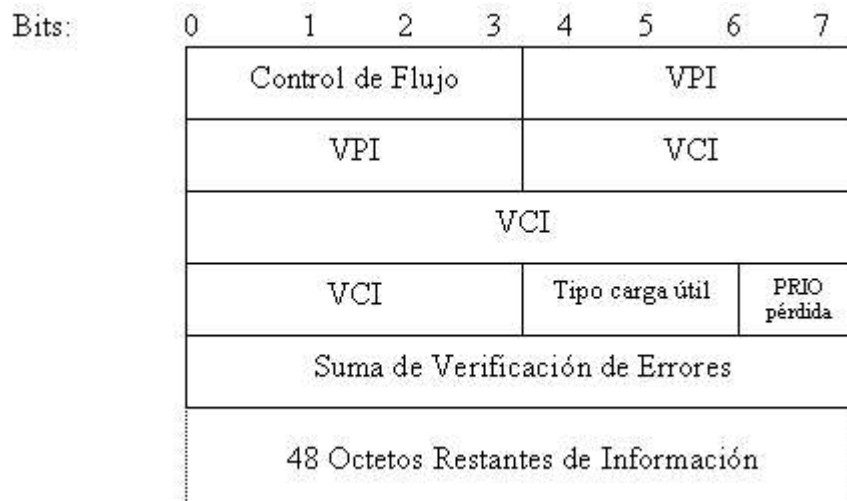 Bits: 0 1 2 3 4 5 6 7
Control de Flujo VPI
VPI VCI
VCI
VCI Tipo carga útil PRIO
pérdida
Suma de Verificación de Errores
48 Octetos Restantes de Información